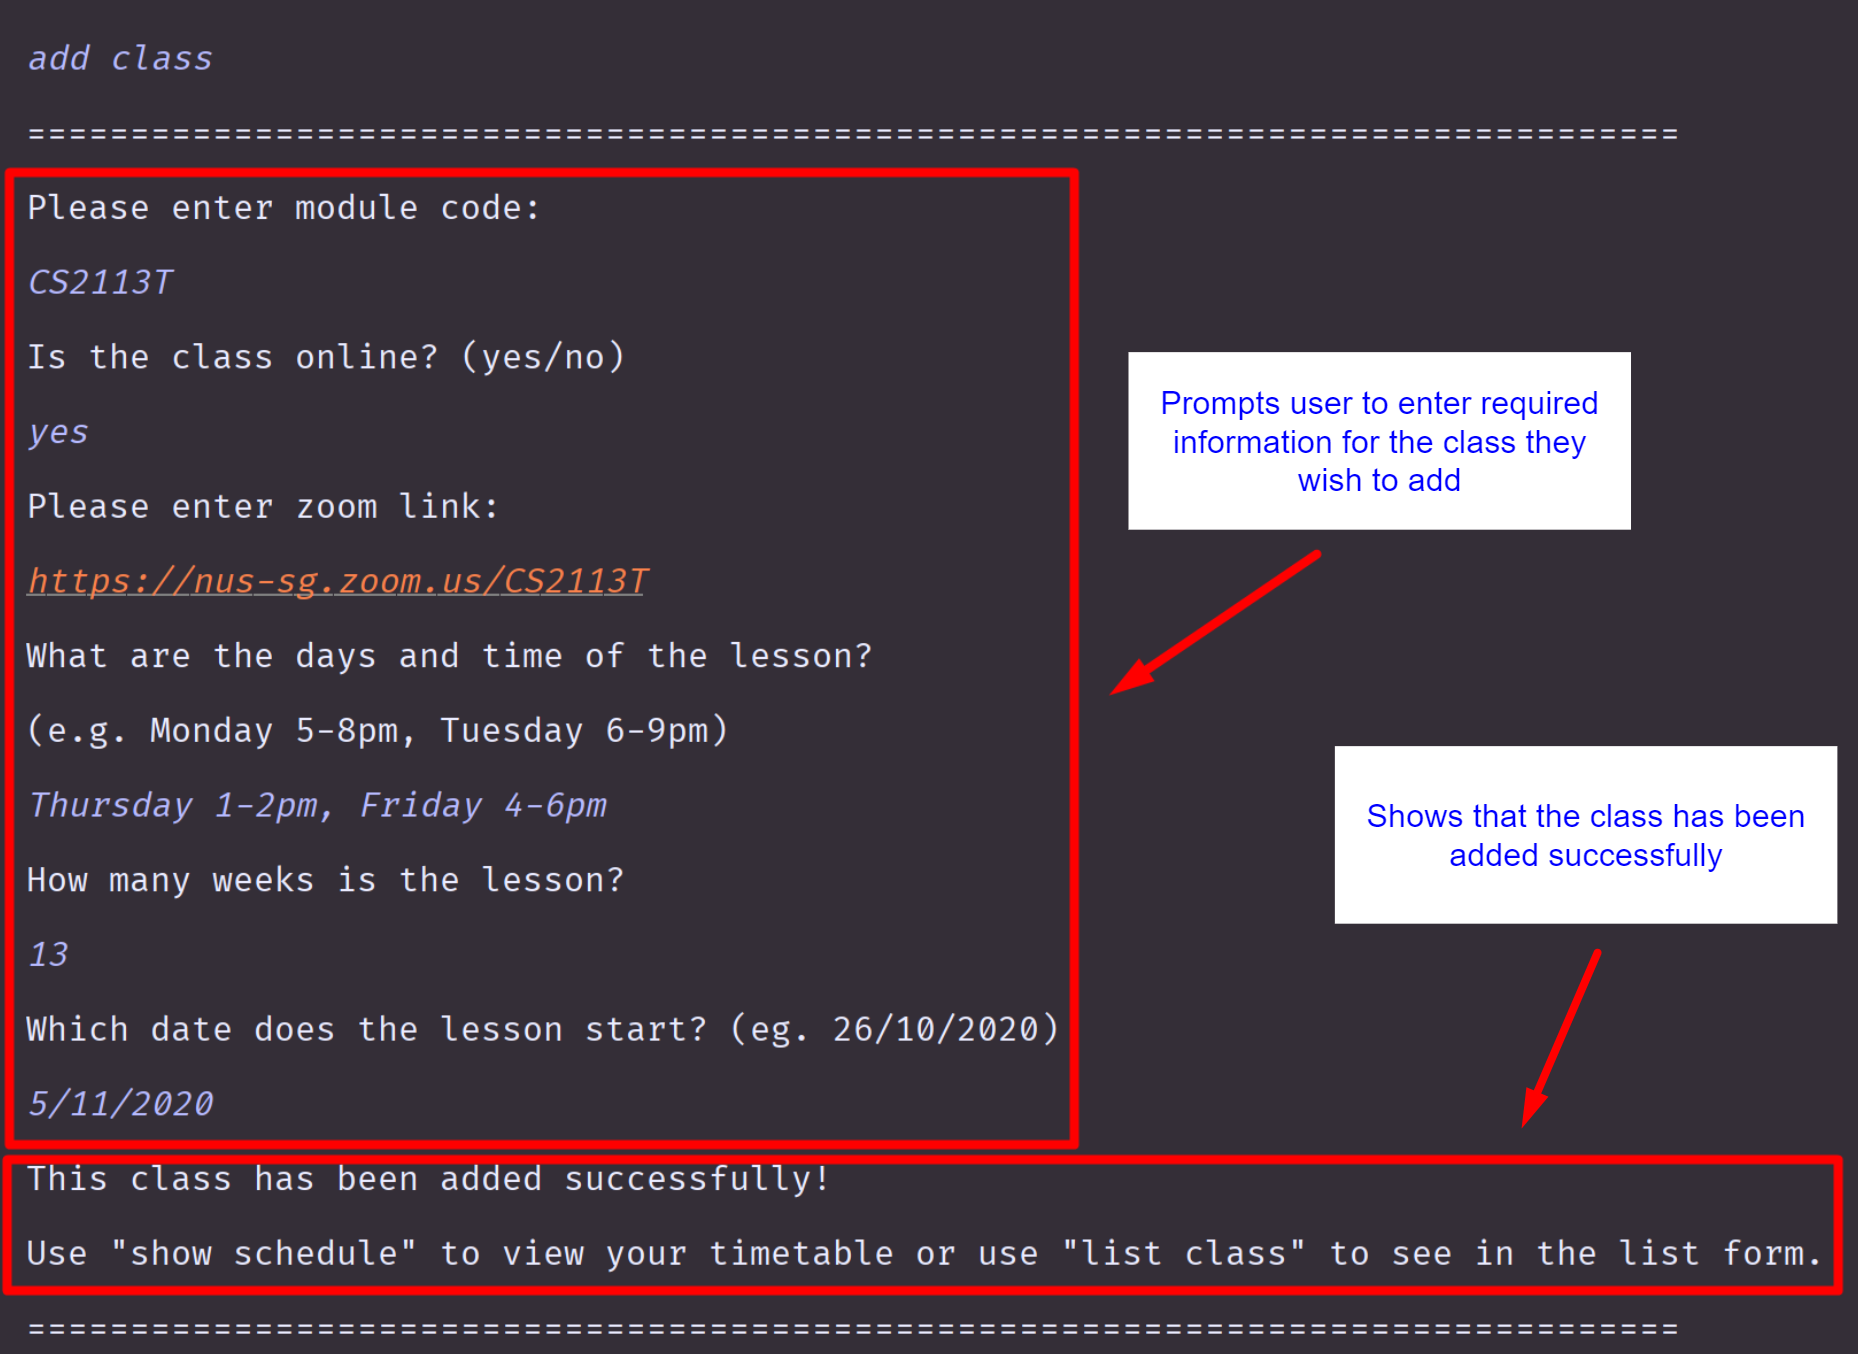 add class
================================================================================
Please enter module code:
CS2113T
Is the class online? (yes/no)
yes
Please enter zoom link:
https://nus-sg.zoom.us/CS2113T
What are the days and time of the lesson?
(e.g. Monday 5-8pm, Tuesday 6-9pm)
Thursday 1-2pm, Friday 4-6pm
How many weeks is the lesson?
13
Which date does the lesson start? (eg. 26/10/2020)
5/11/2020
Prompts user to enter required
information for the class they
wish to add
This class has been added successfully!
Use "show schedule" to view your timetable or use "list class" to see in the list form.
Shows that the class has been
added successfully
================================================================================